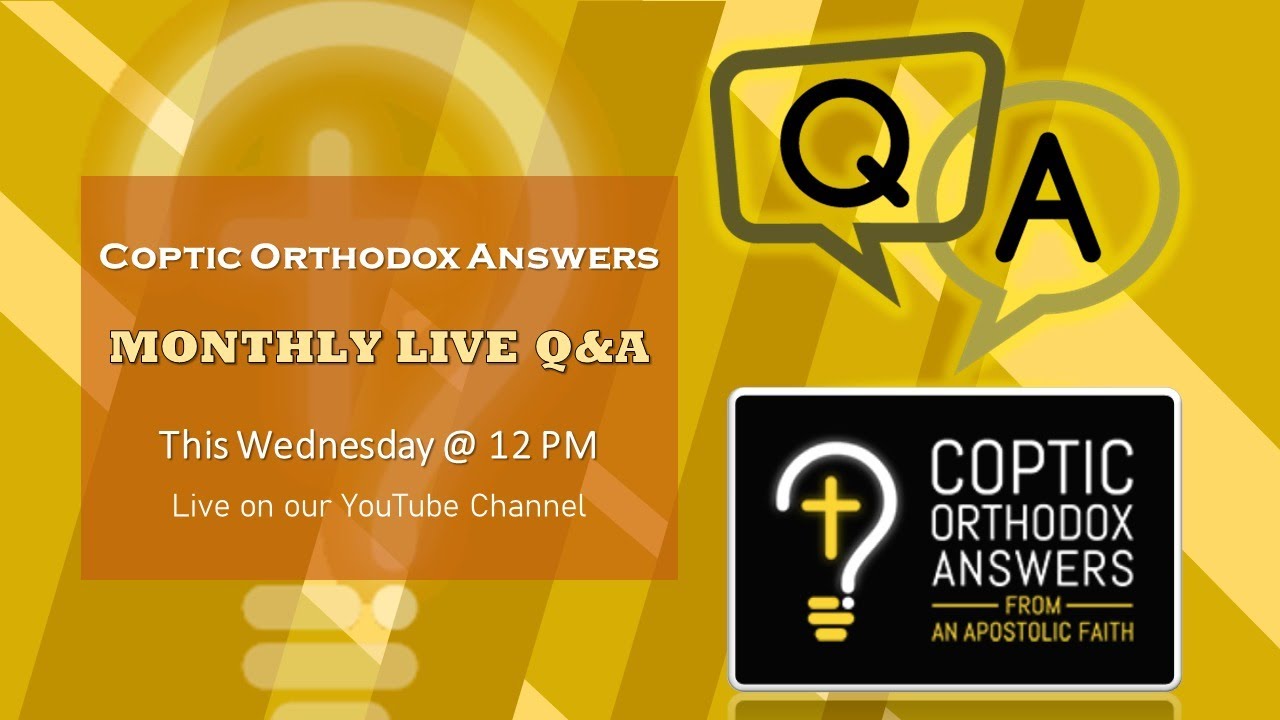 Coptic Orthodox Answers
MONTHLY LIVE Q&A
This Wednesday @ 12 PM
Live on our YouTube Channel
Q
A
COPTIC
ORTHODOX
ANSWERS
FROM
AN APOSTOLIC FAITH